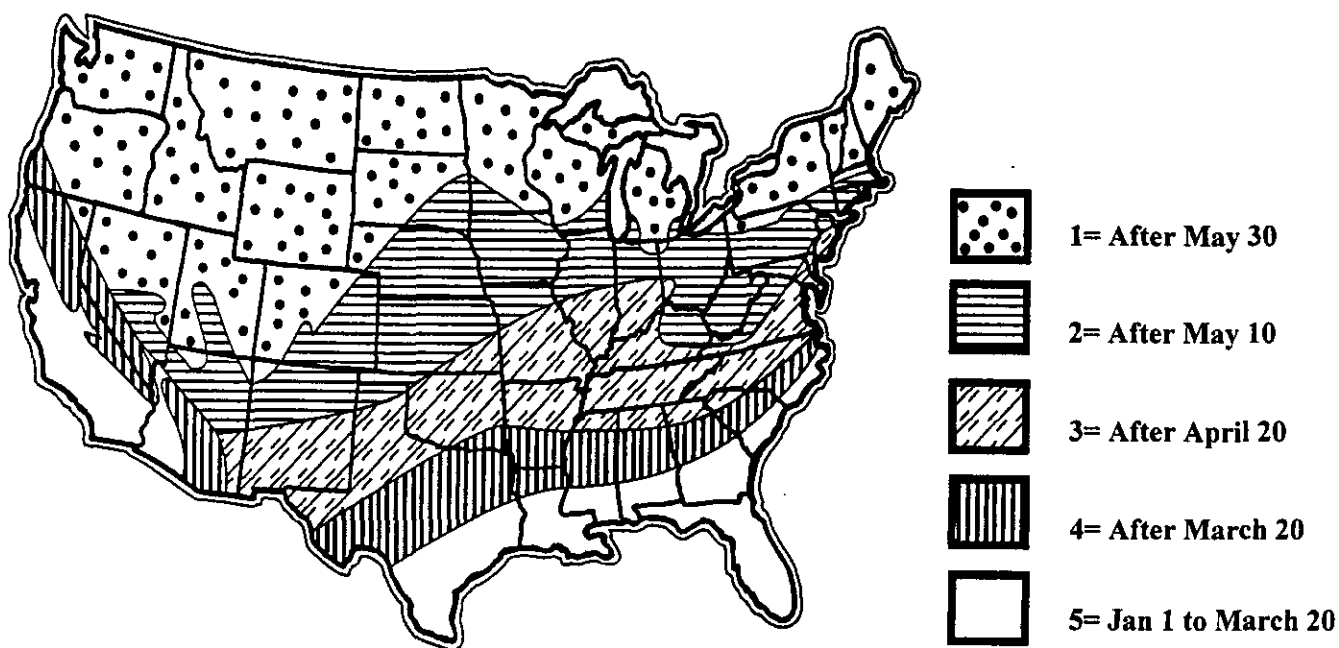 1= After May 30
2= After May 10
3= After April 20
4= After March 20
5= Jan 1 to March 20